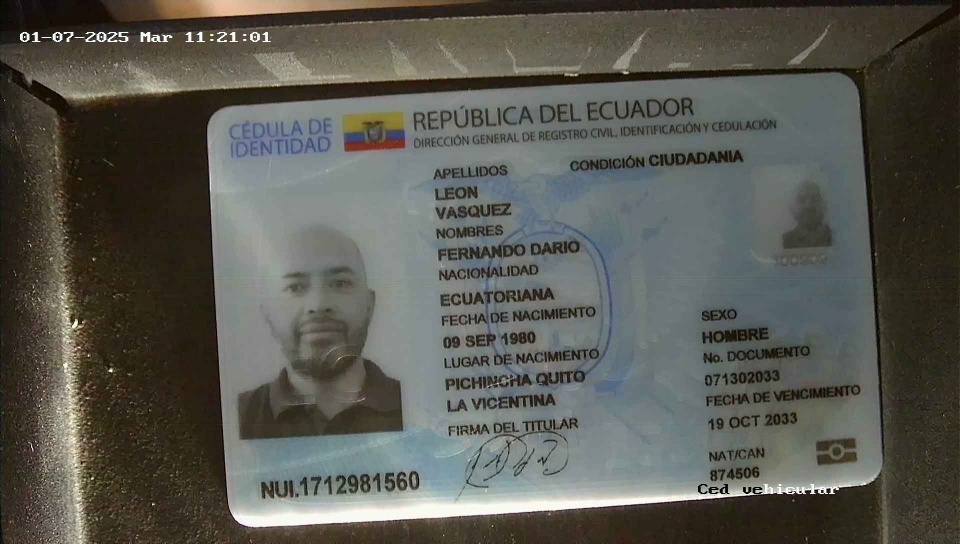 01-07-2025 Mar 11:21:01
CÉDULA DE
IDENTIDAD
REPÚBLICA DEL ECUADOR
DIRECCIÓN GENERAL DE REGISTRO CIVIL, IDENTIFICACIÓN Y CEDULACIÓN
APELLIDOS
CONDICIÓN CIUDADANIA
LEON
VASQUEZ
NOMBRES
FERNANDO DARIO
NACIONALIDAD
ECUATORIANA
FECHA DE NACIMIENTO
09 SEP 1980
LUGAR DE NACIMIENTO
PICHINCHA QUITO
LA VICENTINA
FIRMA DEL TITULAR
SEXO
HOMBRE
No. DOCUMENTO
071302033
FECHA DE VENCIMIENTO
19 OCT 2033
NAT/CAN
874506
NUI.1712981560
Ced vehicular